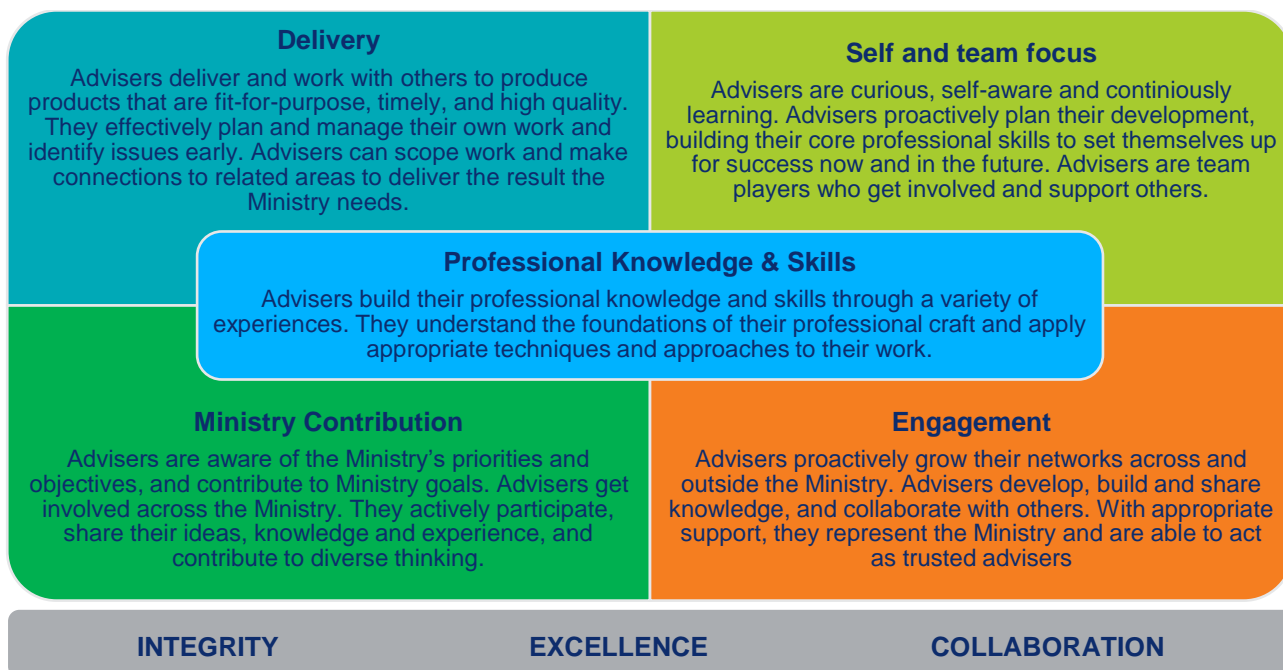 Delivery
Advisers deliver and work with others to produce
products that are fit-for-purpose, timely, and high quality.
They effectively plan and manage their own work and
identify issues early. Advisers can scope work and make
connections to related areas to deliver the result the
Ministry needs.
Self and team focus
Advisers are curious, self-aware and continiously
learning. Advisers proactively plan their development,
building their core professional skills to set themselves up
for success now and in the future. Advisers are team
players who get involved and support others.
Professional Knowledge & Skills
Advisers build their professional knowledge and skills through a variety of
experiences. They understand the foundations of their professional craft and apply
appropriate techniques and approaches to their work.
Ministry Contribution
Advisers are aware of the Ministry's priorities and
objectives, and contribute to Ministry goals. Advisers get
involved across the Ministry. They actively participate,
share their ideas, knowledge and experience, and
contribute to diverse thinking.
Engagement
Advisers proactively grow their networks across and
outside the Ministry. Advisers develop, build and share
knowledge, and collaborate with others. With appropriate
support, they represent the Ministry and are able to act
as trusted advisers
INTEGRITY EXCELLENCE COLLABORATION